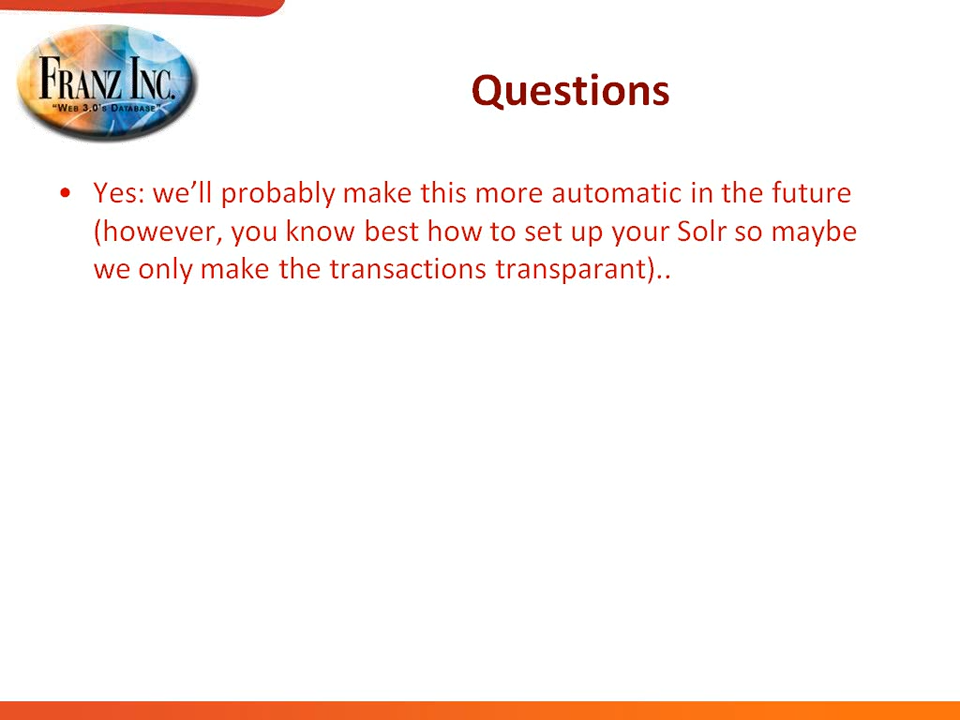 FRANZ INC.
"WEB 3.0'S DATABASE"
Questions
• Yes: we'll probably make this more automatic in the future
(however, you know best how to set up your Solr so maybe
we only make the transactions transparant)..